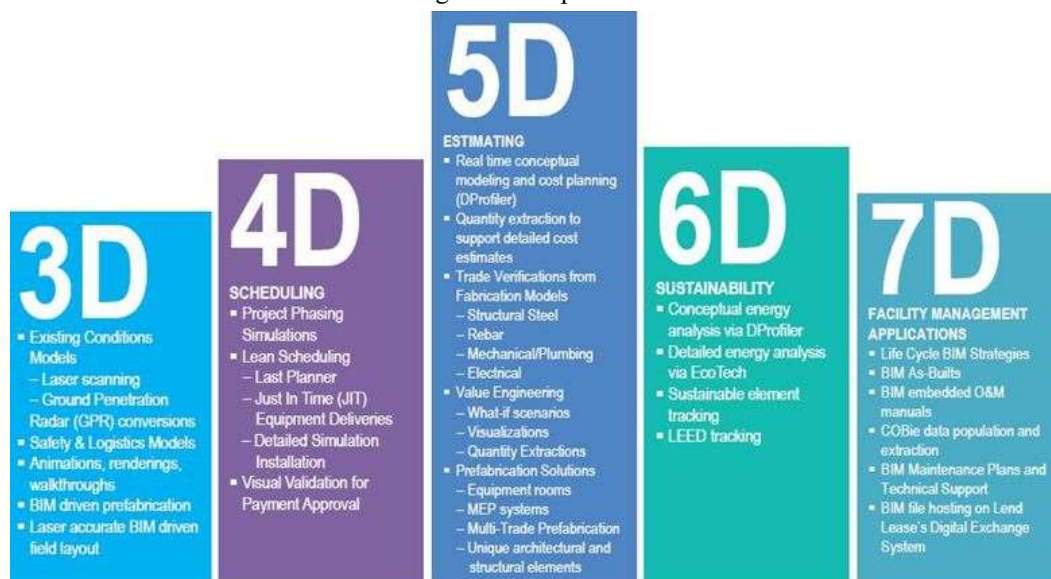 3D
▪ Existing Conditions
Models
– Laser scanning
– Ground Penetration
Radar (GPR) conversions
▪ Safety & Logistics Models
▪ Animations, renderings,
walkthroughs
▪ BIM driven prefabrication
▪ Laser accurate BIM driven
field layout
4D
SCHEDULING
▪ Project Phasing
Simulations
▪ Lean Scheduling
– Last Planner
– Just In Time (JIT)
Equipment Deliveries
– Detailed Simulation
Installation
▪ Visual Validation for
Payment Approval
5D
ESTIMATING
▪ Real time conceptual
modeling and cost planning
(DProfiler)
▪ Quantity extraction to
support detailed cost
estimates
▪ Trade Verifications from
Fabrication Models
– Structural Steel
– Rebar
– Mechanical/Plumbing
– Electrical
▪ Value Engineering
– What-if scenarios
– Visualizations
– Quantity Extractions
▪ Prefabrication Solutions
– Equipment rooms
– MEP systems
– Multi-Trade Prefabrication
– Unique architectural and
structural elements
6D
SUSTAINABILITY
▪ Conceptual energy
analysis via DProfiler
▪ Detailed energy analysis
via EcoTech
▪ Sustainable element
tracking
▪ LEED tracking
7D
FACILITY MANAGEMENT
APPLICATIONS
▪ Life Cycle BIM Strategies
▪ BIM As-Builts
▪ BIM embedded O&M
manuals
▪ COBie data population and
extraction
▪ BIM Maintenance Plans and
Technical Support
▪ BIM file hosting on Lend
Lease's Digital Exchange
System